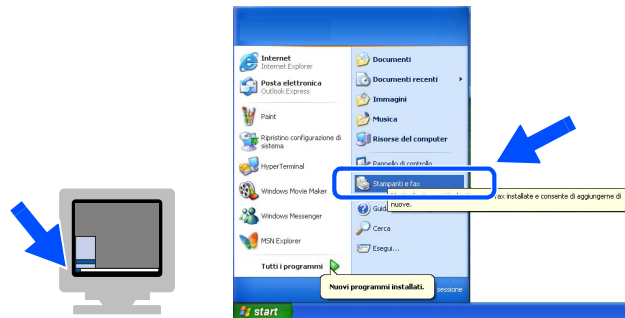 Internet
Internet Explorer
Posta elettronica
Outlook Express
Paint
Ripristino configurazione di
sistema
HyperTerminal
Windows Movie Maker
Windows Messenger
MSN Explorer
Tutti i programmi
Documenti
Documenti recenti
Immagini
Musica
Risorse del computer
Pannello di controllo
Stampanti e fax
fax installate e consente di aggiungerne di
nuove.
Guida
Cerca
Esegui...
Nuovi programmi installati.
sessione
start